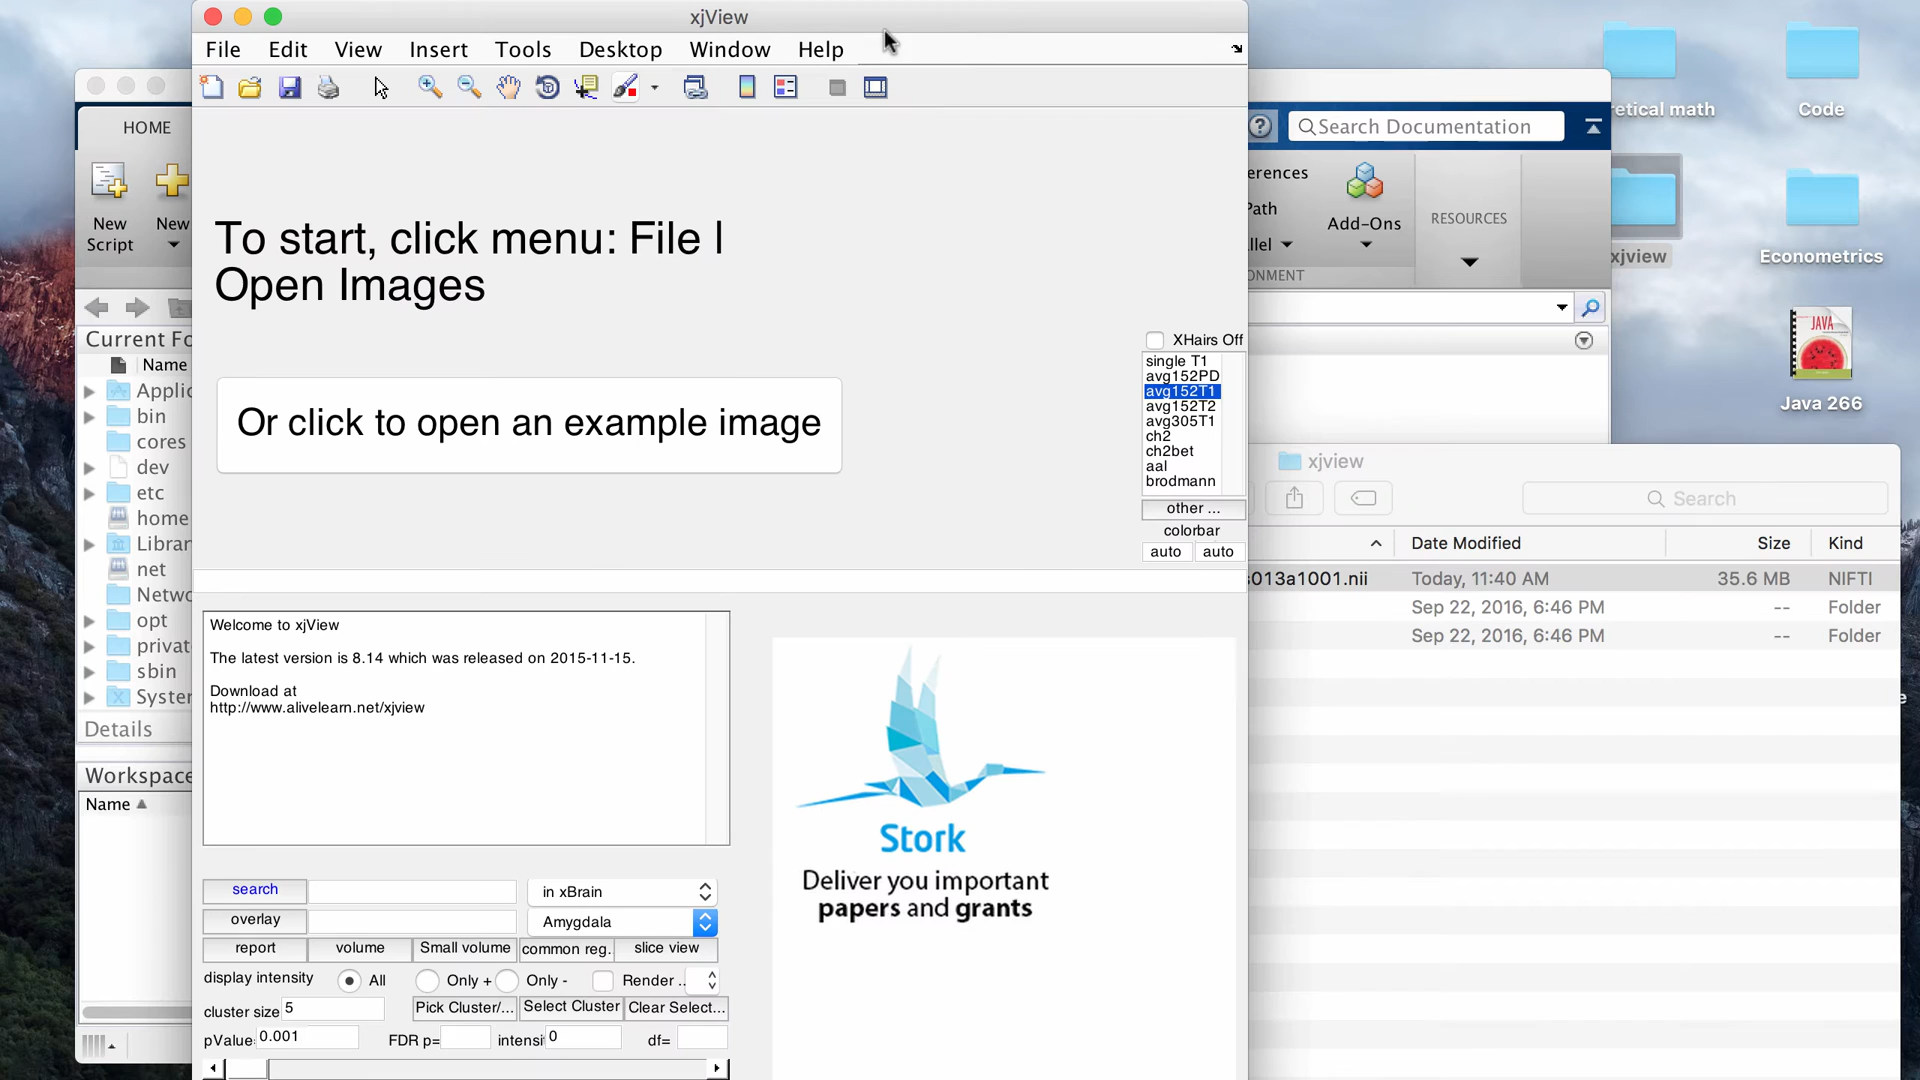 xjView
File Edit View Insert Tools Desktop Window Help
HOME
New
Script
New
Current Fo
Name
Applic
bin
cores
dev
etc
home
Librar
net
Netwo
opt
privat
sbin
Syster
Details
Workspace
Name
To start, click menu: File |
Open Images
Or click to open an example image
XHairs Off
single T1
avg152PD
avg152T1
avg152T2
avg305T1
ch2
ch2bet
aal
brodmann
other ...
colorbar
auto auto
Welcome to xjView
The latest version is 8.14 which was released on 2015-11-15.
Download at
http://www.alivelearn.net/xjview
Stork
Deliver you important
papers and grants
search in xBrain
overlay Amygdala
report volume Small volume common reg. slice view
display intensity All Only + Only - Render ..
cluster size 5 Pick Cluster/... Select Cluster Clear Select...
pValue: 0.001 FDR p= intensi 0 df=
Search Documentation
erences
Path
llel
Add-Ons
RESOURCES
ONMENT
xjview
Search
Date Modified Size Kind
s013a1001.nii Today, 11:40 AM 35.6 MB NIFTI
Sep 22, 2016, 6:46 PM -- Folder
Sep 22, 2016, 6:46 PM -- Folder
retical math
Code
xjview
Econometrics
JAVA
Java 266